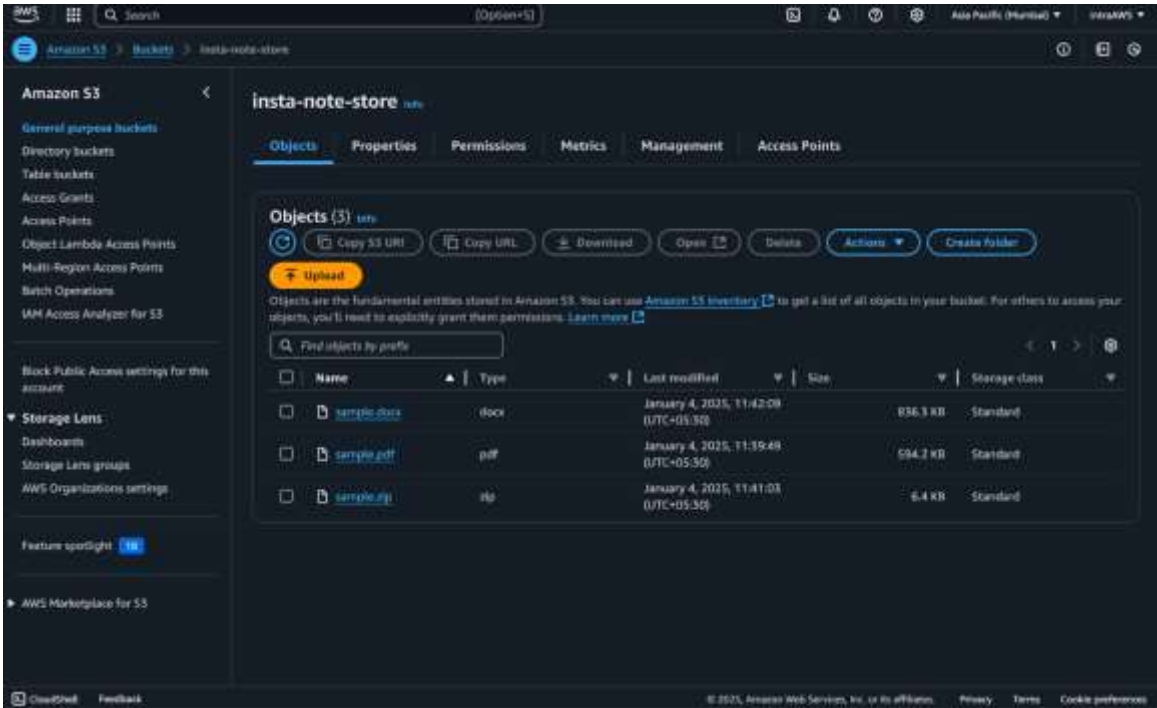 aws Search [Option+S] Asia Pacific (Mumbai) IntraAWS
Amazon S3 > Buckets > insta-note-store
Amazon S3
General purpose buckets
Directory buckets
Table buckets
Access Grants
Access Points
Object Lambda Access Points
Multi-Region Access Points
Batch Operations
IAM Access Analyzer for S3
Block Public Access settings for this
account
Storage Lens
Dashboards
Storage Lens groups
AWS Organizations settings
Feature spotlight 10
AWS Marketplace for S3
insta-note-store Info
Objects Properties Permissions Metrics Management Access Points
Objects (3) Info
Copy S3 URI Copy URL Download Open Delete Actions Create folder
Upload
Objects are the fundamental entities stored in Amazon S3. You can use Amazon S3 Inventory to get a list of all objects in your bucket. For others to access your
objects, you'll need to explicitly grant them permissions. Learn more
Find objects by prefix 1
Name Type Last modified Size Storage class
sample.docx docx January 4, 2025, 11:42:09 (UTC+05:30) 836.3 KB Standard
sample.pdf pdf January 4, 2025, 11:39:49 (UTC+05:30) 594.2 KB Standard
sample.zip zip January 4, 2025, 11:41:03 (UTC+05:30) 6.4 KB Standard
CloudShell Feedback © 2025, Amazon Web Services, Inc. or its affiliates. Privacy Terms Cookie preferences